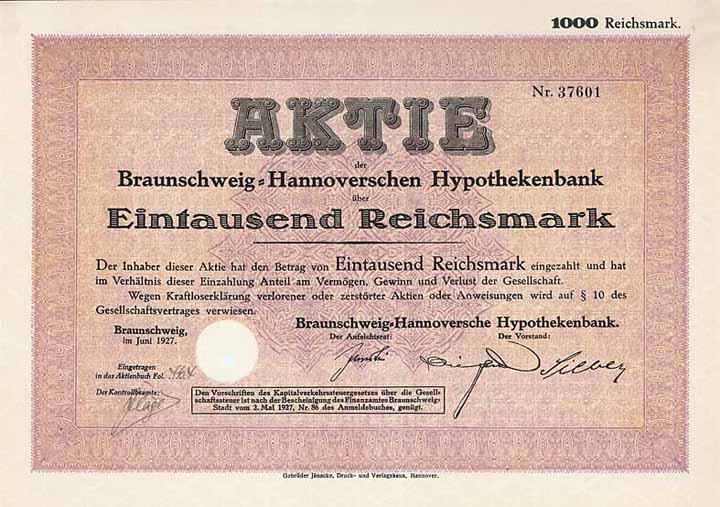 1000 Reichsmark.
Nr. 37601
AKTIE
der
Braunschweig=Hannoverschen Hypothekenbank
über
Eintausend Reichsmark
Der Inhaber dieser Aktie hat den Betrag von Eintausend Reichsmark eingezahlt und hat
im Verhältnis dieser Einzahlung Anteil am Vermögen, Gewinn und Verlust der Gesellschaft.
Wegen Kraftloserklärung verlorener oder zerstörter Aktien oder Anweisungen wird auf § 10 des
Gesellschaftsvertrages verwiesen.
Braunschweig,
im Juni 1927.
Braunschweig-Hannoversche Hypothekenbank.
Der Aufsichtsrat:
Der Vorstand:
Eingetragen
in das Aktienbuch Fol.
Siebez
Der Kontrollbeamte:
Den Vorschriften des Kapitalverkehrssteuergesetzes über die Gesell-
schaftssteuer ist nach der Bescheinigung des Finanzamtes Braunschweig-
Stadt vom 2. Mai 1927, Nr. 86 des Anmeldebuches, genügt.
Gebrüder Jänecke, Druck- und Verlagshaus, Hannover.